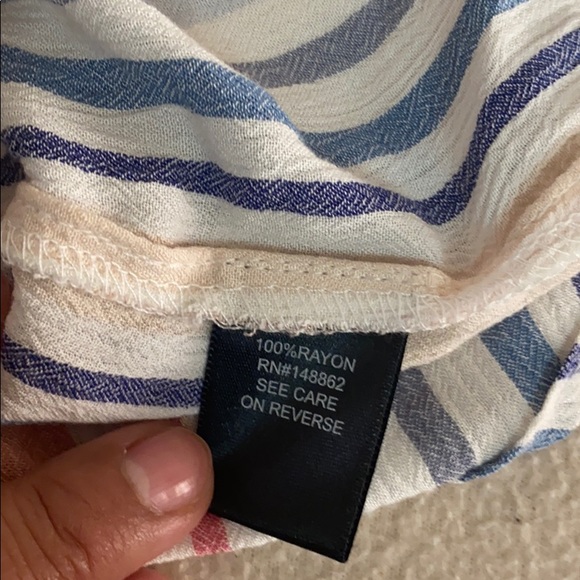 100%RAYON
RN#148862
SEE CARE
ON REVERSE